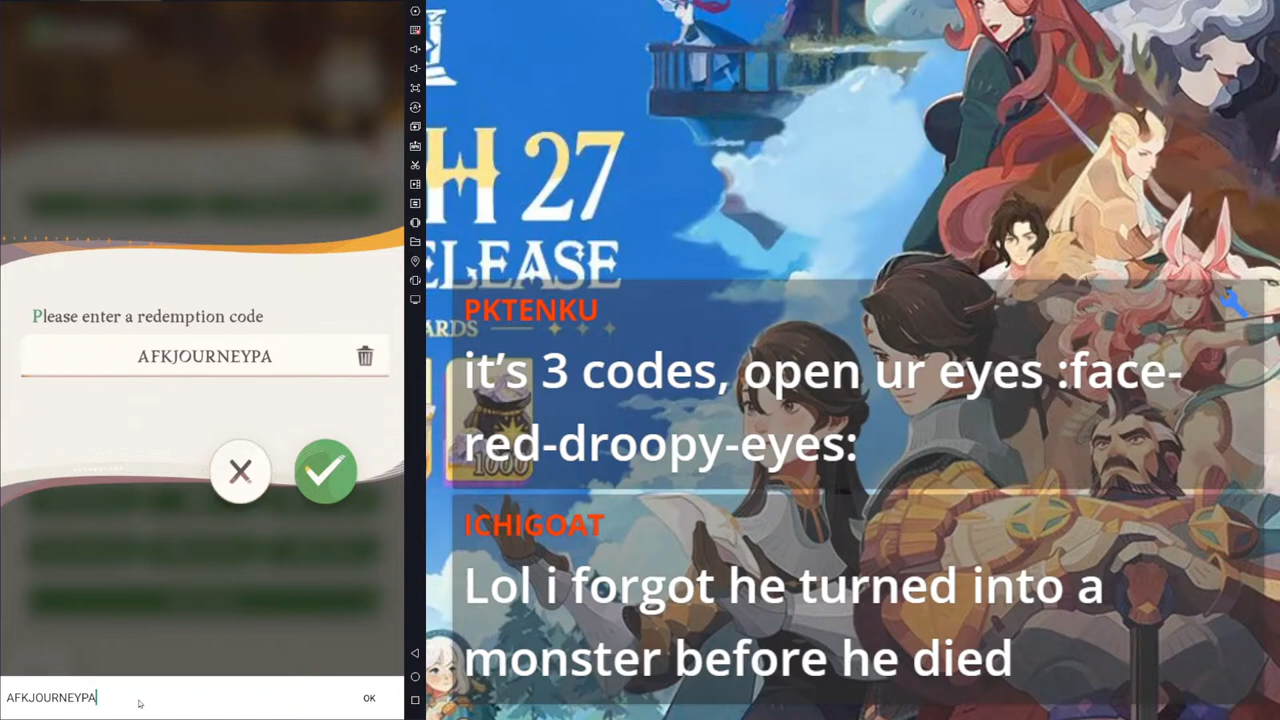 Please enter a redemption code
AFKJOURNEYPA
AFKJOURNEYPA
OK
H 27
ELEASE
ARDS
1000
PKTENKU
it's 3 codes, open ur eyes :face-
red-droopy-eyes:
ICHIGOAT
Lol i forgot he turned into a
monster before he died